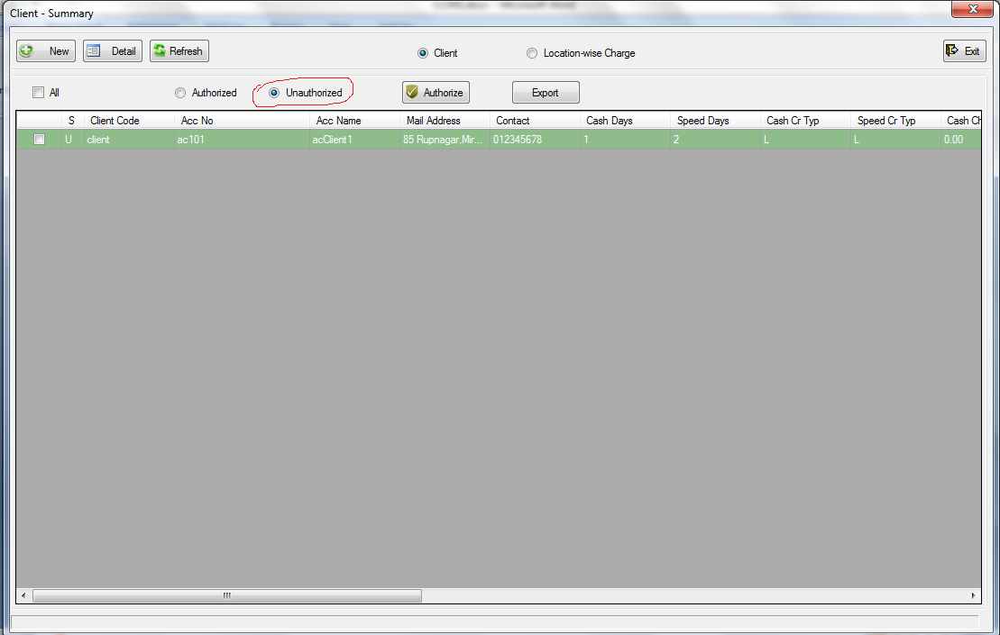 Client - Summary
New Detail Refresh Client Location-wise Charge Exit
All Authorized Unauthorized Authorize Export
S Client Code Acc No Acc Name Mail Address Contact Cash Days Speed Days Cash Cr Typ Speed Cr Typ Cash Ch
U client ac101 acClient1 85 Rupnagar,Mir... 012345678 1 2 L L 0.00